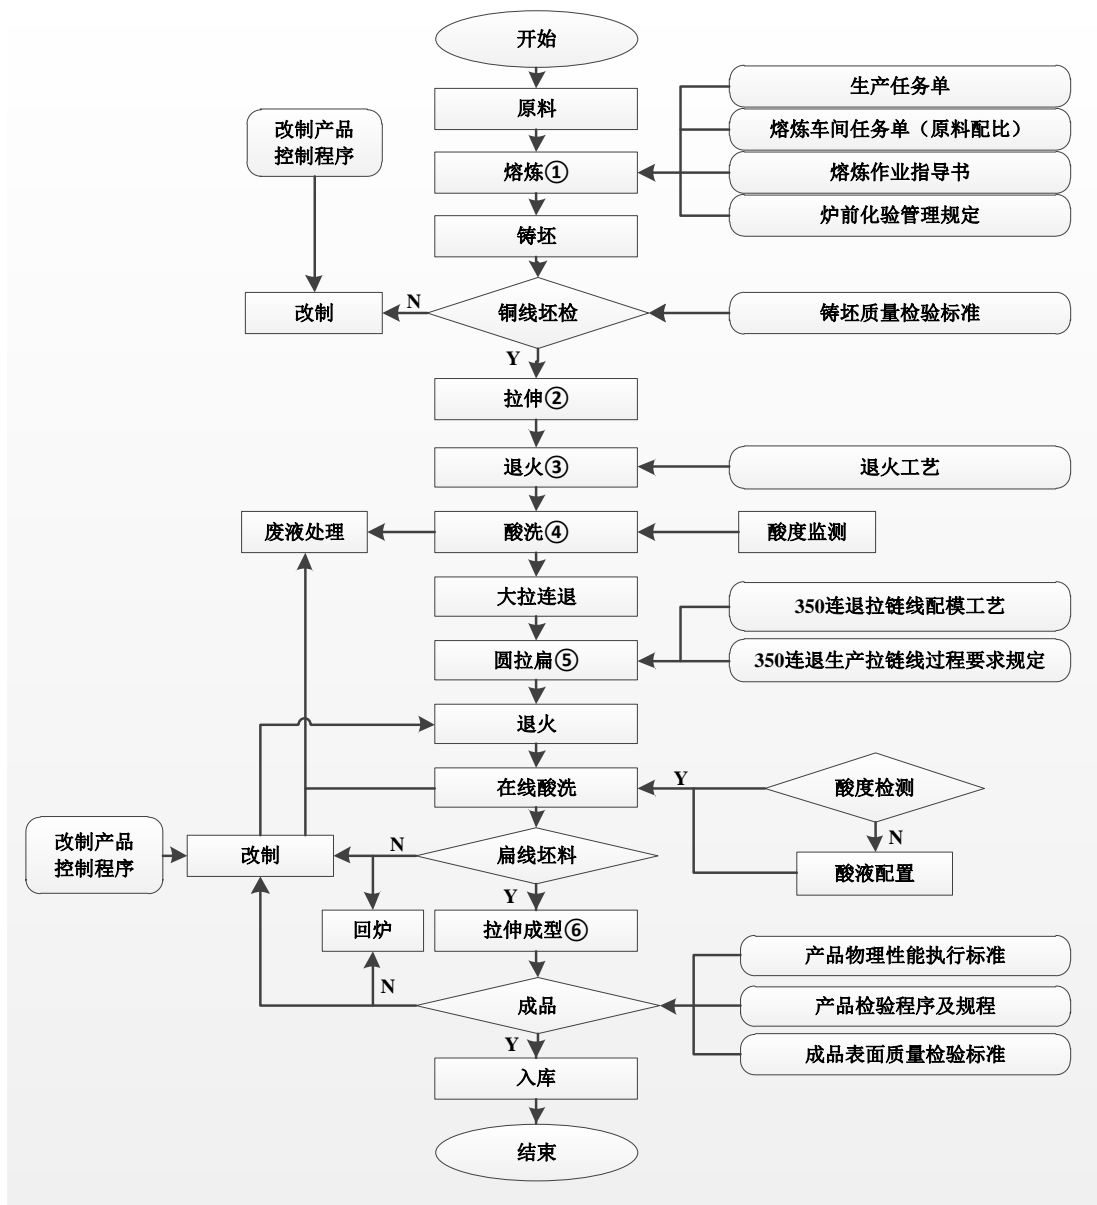 开始
原料
生产任务单
改制产品
控制程序
熔炼车间任务单（原料配比）
熔炼①
熔炼作业指导书
炉前化验管理规定
铸坯
改制
N
铜线坯检
铸坯质量检验标准
Y
拉伸②
退火③
退火工艺
废液处理
酸洗④
酸度监测
大拉连退
350连退拉链线配模工艺
圆拉扁⑤
350连退生产拉链线过程要求规定
退火
在线酸洗
Y
酸度检测
N
改制产品
控制程序
改制
N
扁线坯料
酸液配置
Y
回炉
拉伸成型⑥
产品物理性能执行标准
N
成品
产品检验程序及规程
Y
成品表面质量检验标准
入库
结束